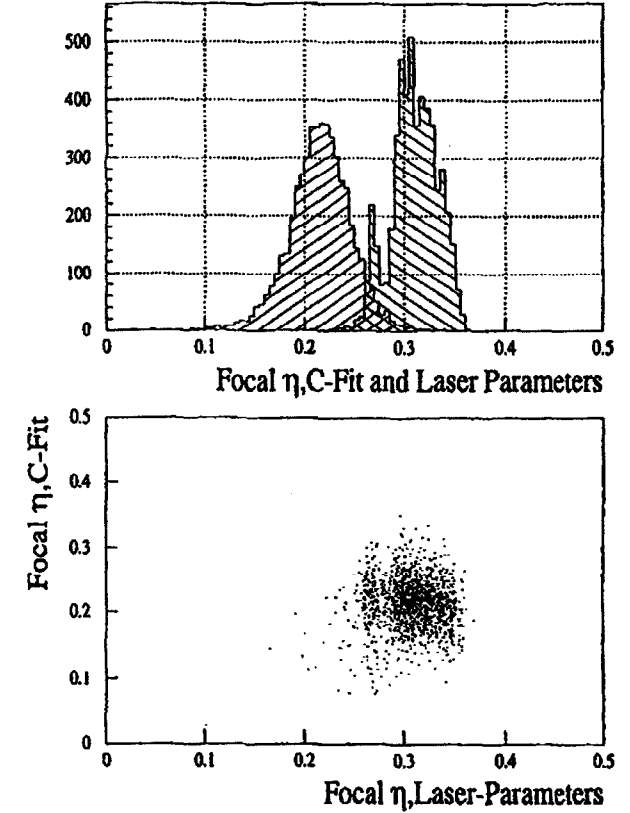 500
400
300
200
100
0
0 0.1 0.2 0.3 0.4 0.5
Focal η,C-Fit and Laser Parameters
Focal η,C-Fit
0.5
0.4
0.3
0.2
0.1
0
0 0.1 0.2 0.3 0.4 0.5
Focal η,Laser-Parameters